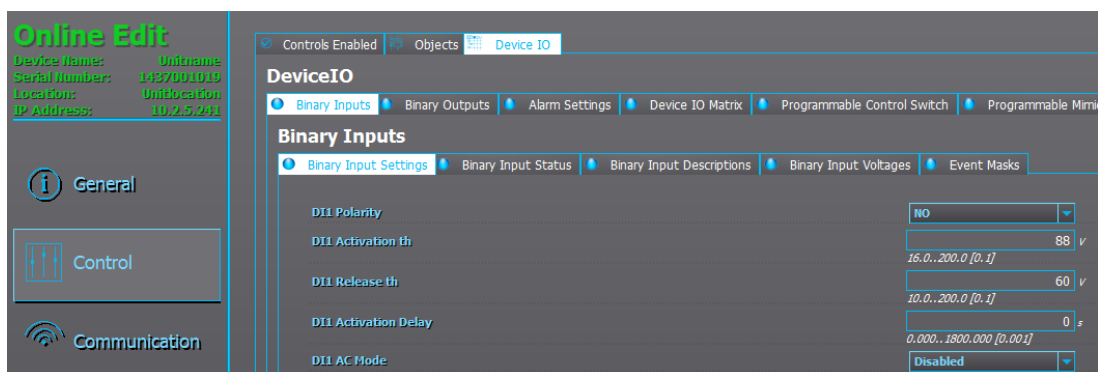 Online Edit
Device Name: Unitname
Serial Number: 1437001019
Location: Unitlocation
IP Address: 10.2.5.241
General
Control
Communication
Controls Enabled Objects Device IO
DeviceIO
Binary Inputs Binary Outputs Alarm Settings Device IO Matrix Programmable Control Switch Programmable Mimi
Binary Inputs
Binary Input Settings Binary Input Status Binary Input Descriptions Binary Input Voltages Event Masks
DI1 Polarity NO
DI1 Activation th 88 V
16.0..200.0 [0.1]
DI1 Release th 60 V
10.0..200.0 [0.1]
DI1 Activation Delay 0 s
0.000..1800.000 [0.001]
DI1 AC Mode Disabled